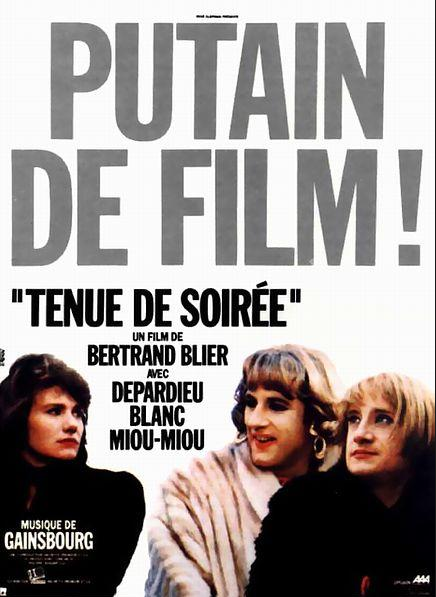 PUTAIN
DE FILM !
"TENUE DE SOIRÉE"
UN FILM DE
BERTRAND BLIER
AVEC
DEPARDIEU
BLANC
MIOU-MIOU
MUSIQUE DE
GAINSBOURG
AAA